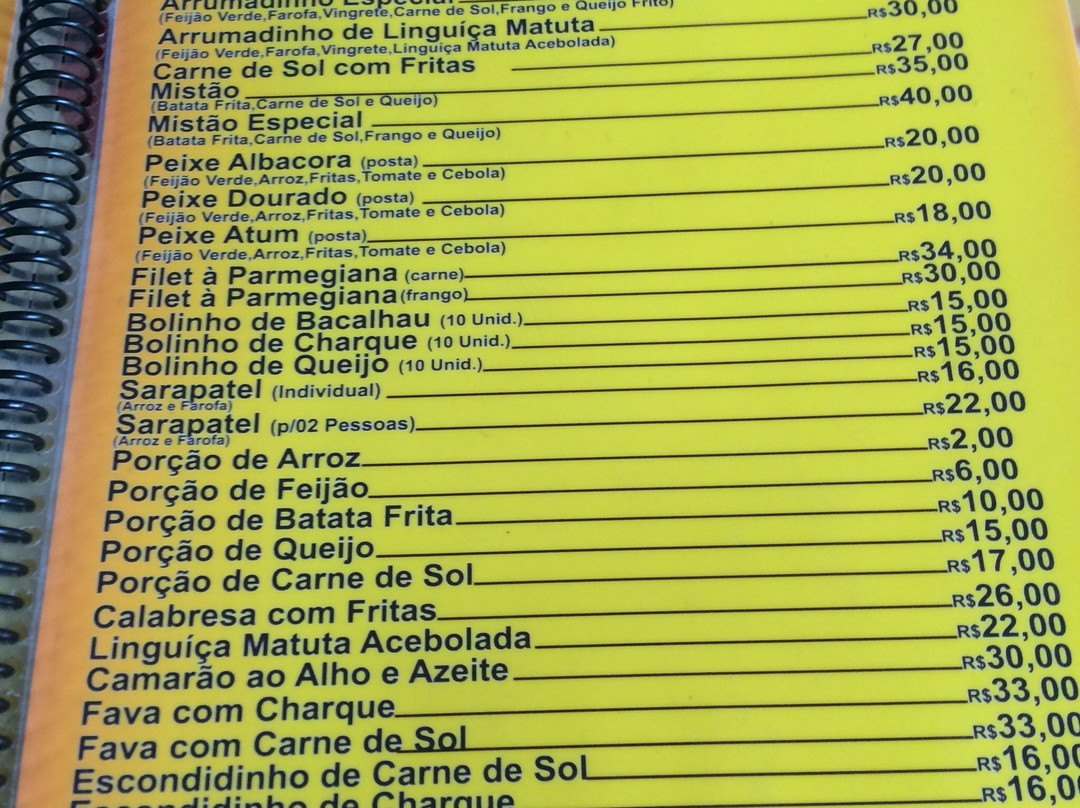 Arrumadinho Especial
(Feijão Verde,Farofa,Vingrete,Carne de Sol,Frango e Queijo Frito)
Arrumadinho de Linguiça Matuta R$30,00
(Feijão Verde,Farofa,Vingrete,Linguiça Matuta Acebolada)
Carne de Sol com Fritas R$27,00
Mistão R$35,00
(Batata Frita,Carne de Sol e Queijo)
Mistão Especial R$40,00
(Batata Frita,Carne de Sol,Frango e Queijo)
Peixe Albacora (posta) R$20,00
(Feijão Verde,Arroz,Fritas,Tomate e Cebola)
Peixe Dourado (posta) R$20,00
(Feijão Verde,Arroz,Fritas,Tomate e Cebola)
Peixe Atum (posta) R$18,00
(Feijão Verde,Arroz,Fritas,Tomate e Cebola)
Filet à Parmegiana (carne) R$34,00
Filet à Parmegiana (frango) R$30,00
Bolinho de Bacalhau (10 Unid.) R$15,00
Bolinho de Charque (10 Unid.) R$15,00
Bolinho de Queijo (10 Unid.) R$15,00
Sarapatel (Individual) R$16,00
(Arroz e Farofa)
Sarapatel (p/02 Pessoas) R$22,00
(Arroz e Farofa)
Porção de Arroz R$2,00
Porção de Feijão R$6,00
Porção de Batata Frita R$10,00
Porção de Queijo R$15,00
Porção de Carne de Sol R$17,00
Calabresa com Fritas R$26,00
Linguiça Matuta Acebolada R$22,00
Camarão ao Alho e Azeite R$30,00
Fava com Charque R$33,00
Fava com Carne de Sol R$33,00
Escondidinho de Carne de Sol R$16,00
Escondidinho de Charque R$16,0